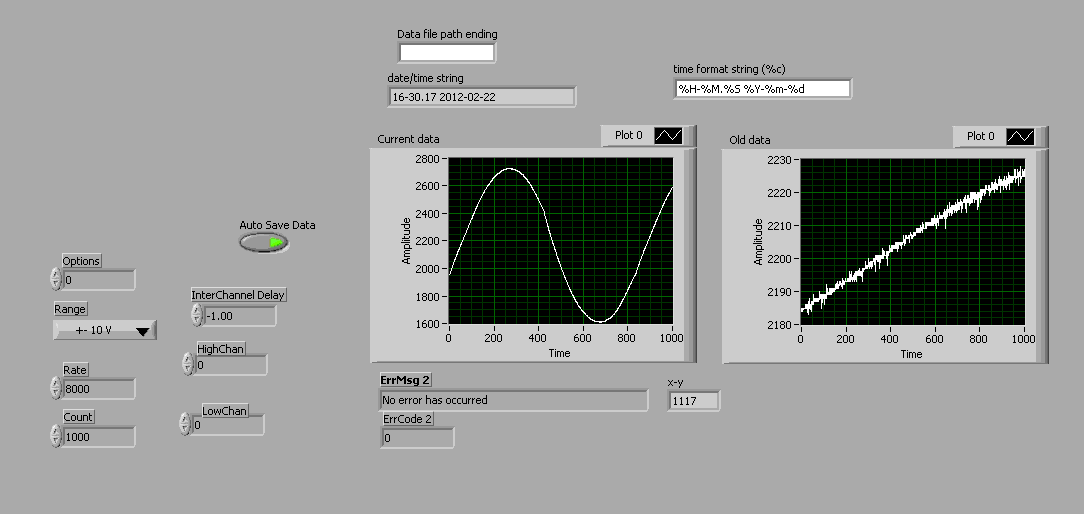 Data file path ending
date/time string
16-30.17 2012-02-22
time format string (%c)
%H-%M.%S %Y-%m-%d
Current data
Plot 0
Amplitude
2800
2600
2400
2200
2000
1800
1600
0
200
400
600
800
1000
Time
Old data
Plot 0
Amplitude
2230
2220
2210
2200
2190
2180
0
200
400
600
800
1000
Time
Auto Save Data
Options
0
Range
+- 10 V
InterChannel Delay
-1.00
HighChan
0
Rate
8000
LowChan
0
Count
1000
ErrMsg 2
No error has occurred
ErrCode 2
0
x-y
1117